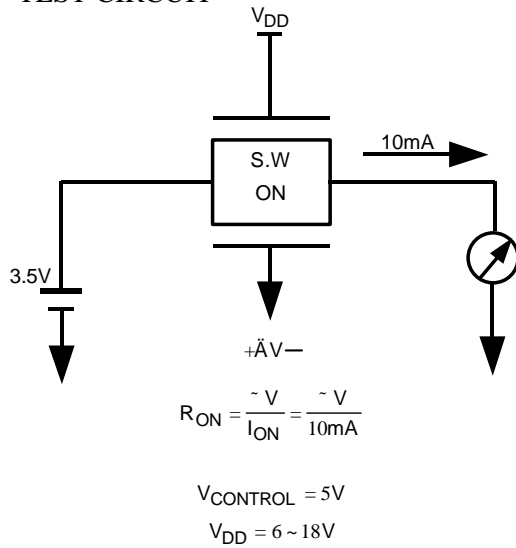 TEST CIRCUIT
VDD
10mA
S.W
ON
3.5V
+ÄV—
RON = ~ V / ION = ~ V / 10mA
VCONTROL = 5V
VDD = 6 ~ 18V